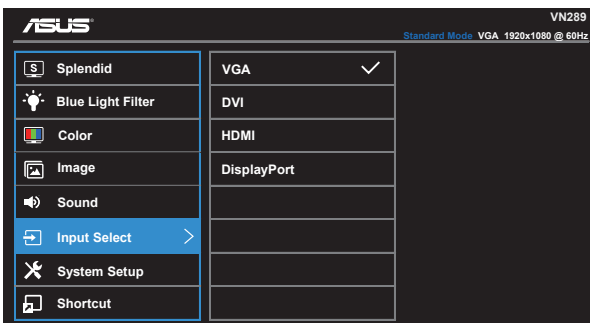 ASUS
VN289
Standard Mode VGA 1920x1080 @ 60Hz
S Splendid
Blue Light Filter
Color
Image
Sound
Input Select
System Setup
Shortcut
VGA
DVI
HDMI
DisplayPort